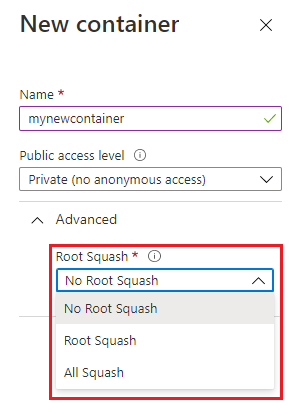 New container
Name *
mynewcontainer
Public access level
Private (no anonymous access)
Advanced
Root Squash *
No Root Squash
No Root Squash
Root Squash
All Squash